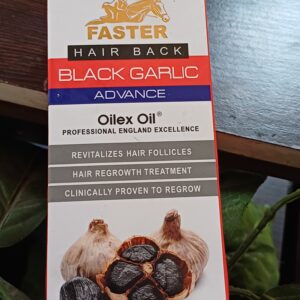 FASTER
HAIR BACK
BLACK GARLIC
ADVANCE
Oilex Oil®
PROFESSIONAL ENGLAND EXCELLENCE
REVITALIZES HAIR FOLLICLES
HAIR REGROWTH TREATMENT
CLINICALLY PROVEN TO REGROW